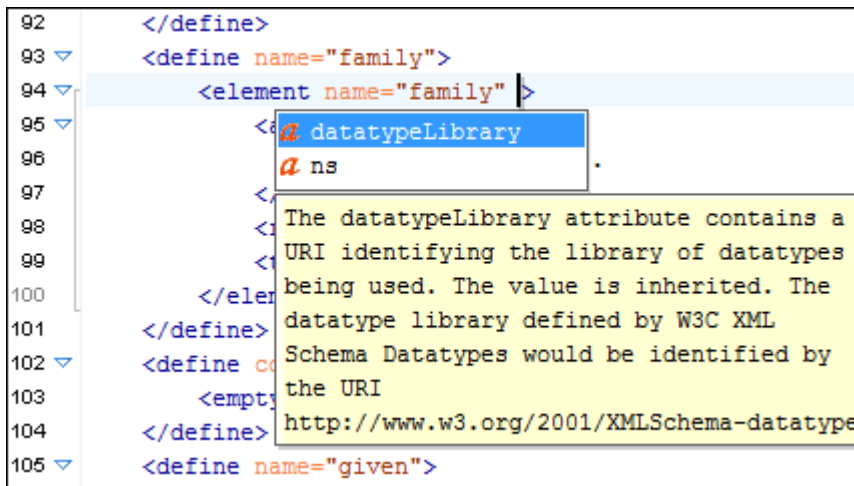 92 </define>
93 <define name="family">
94 <element name="family" >
95 <a
datatypeLibrary
96 ns .
97 </
98 <
The datatypeLibrary attribute contains a
99 <
URI identifying the library of datatypes
being used. The value is inherited. The
100 </elem
datatype library defined by W3C XML
101 </define>
Schema Datatypes would be identified by
102 <define co
the URI
103 <empty
http://www.w3.org/2001/XMLSchema-datatype
104 </define>
105 <define name="given">